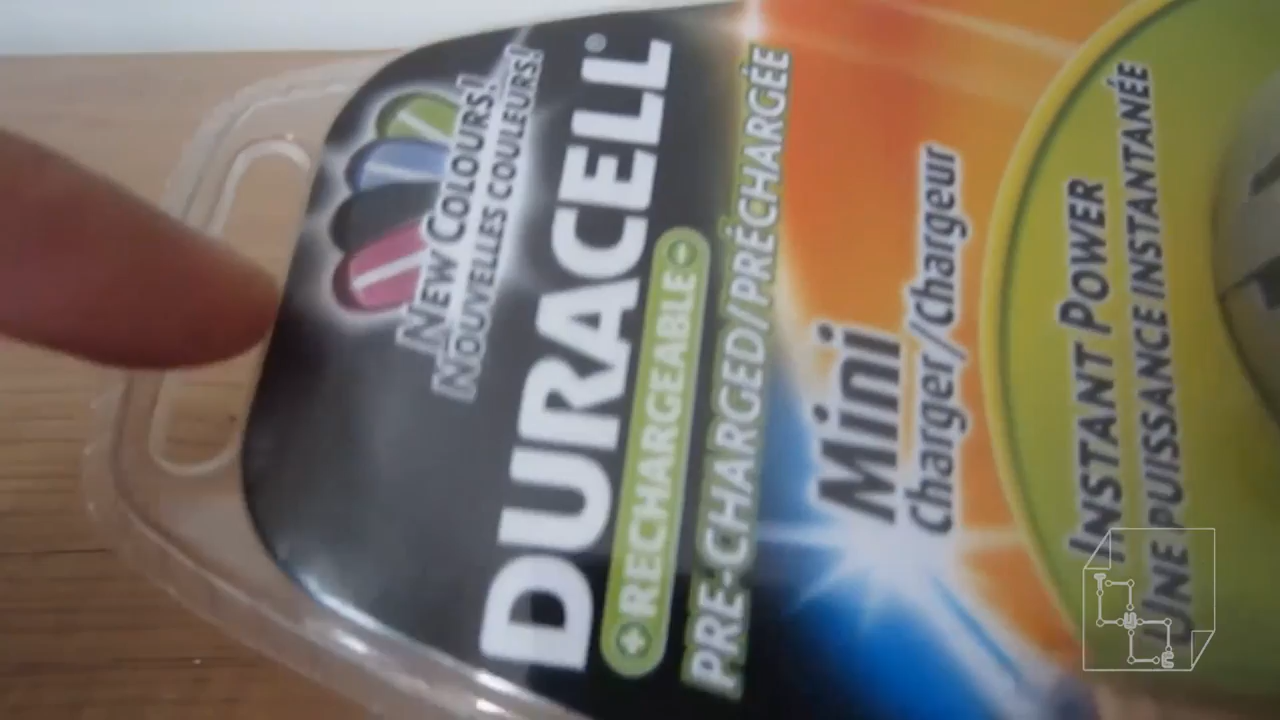 NEW COLOURS!
NOUVELLES COULEURS!
DURACELL®
RECHARGEABLE
PRE-CHARGED/PRÉCHARGÉE
Mini
Charger/Chargeur
INSTANT POWER
UNE PUISSANCE INSTANTANÉE